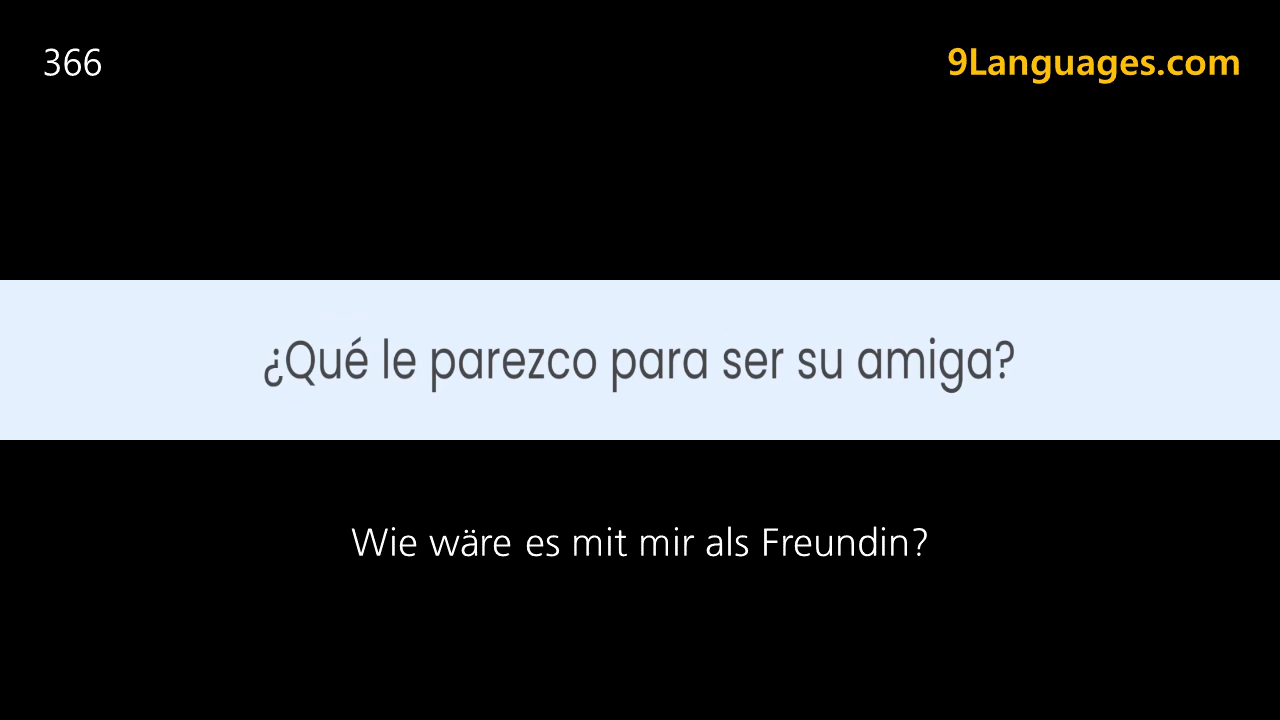 366
9Languages.com
¿Qué le parezco para ser su amiga?
Wie wäre es mit mir als Freundin?